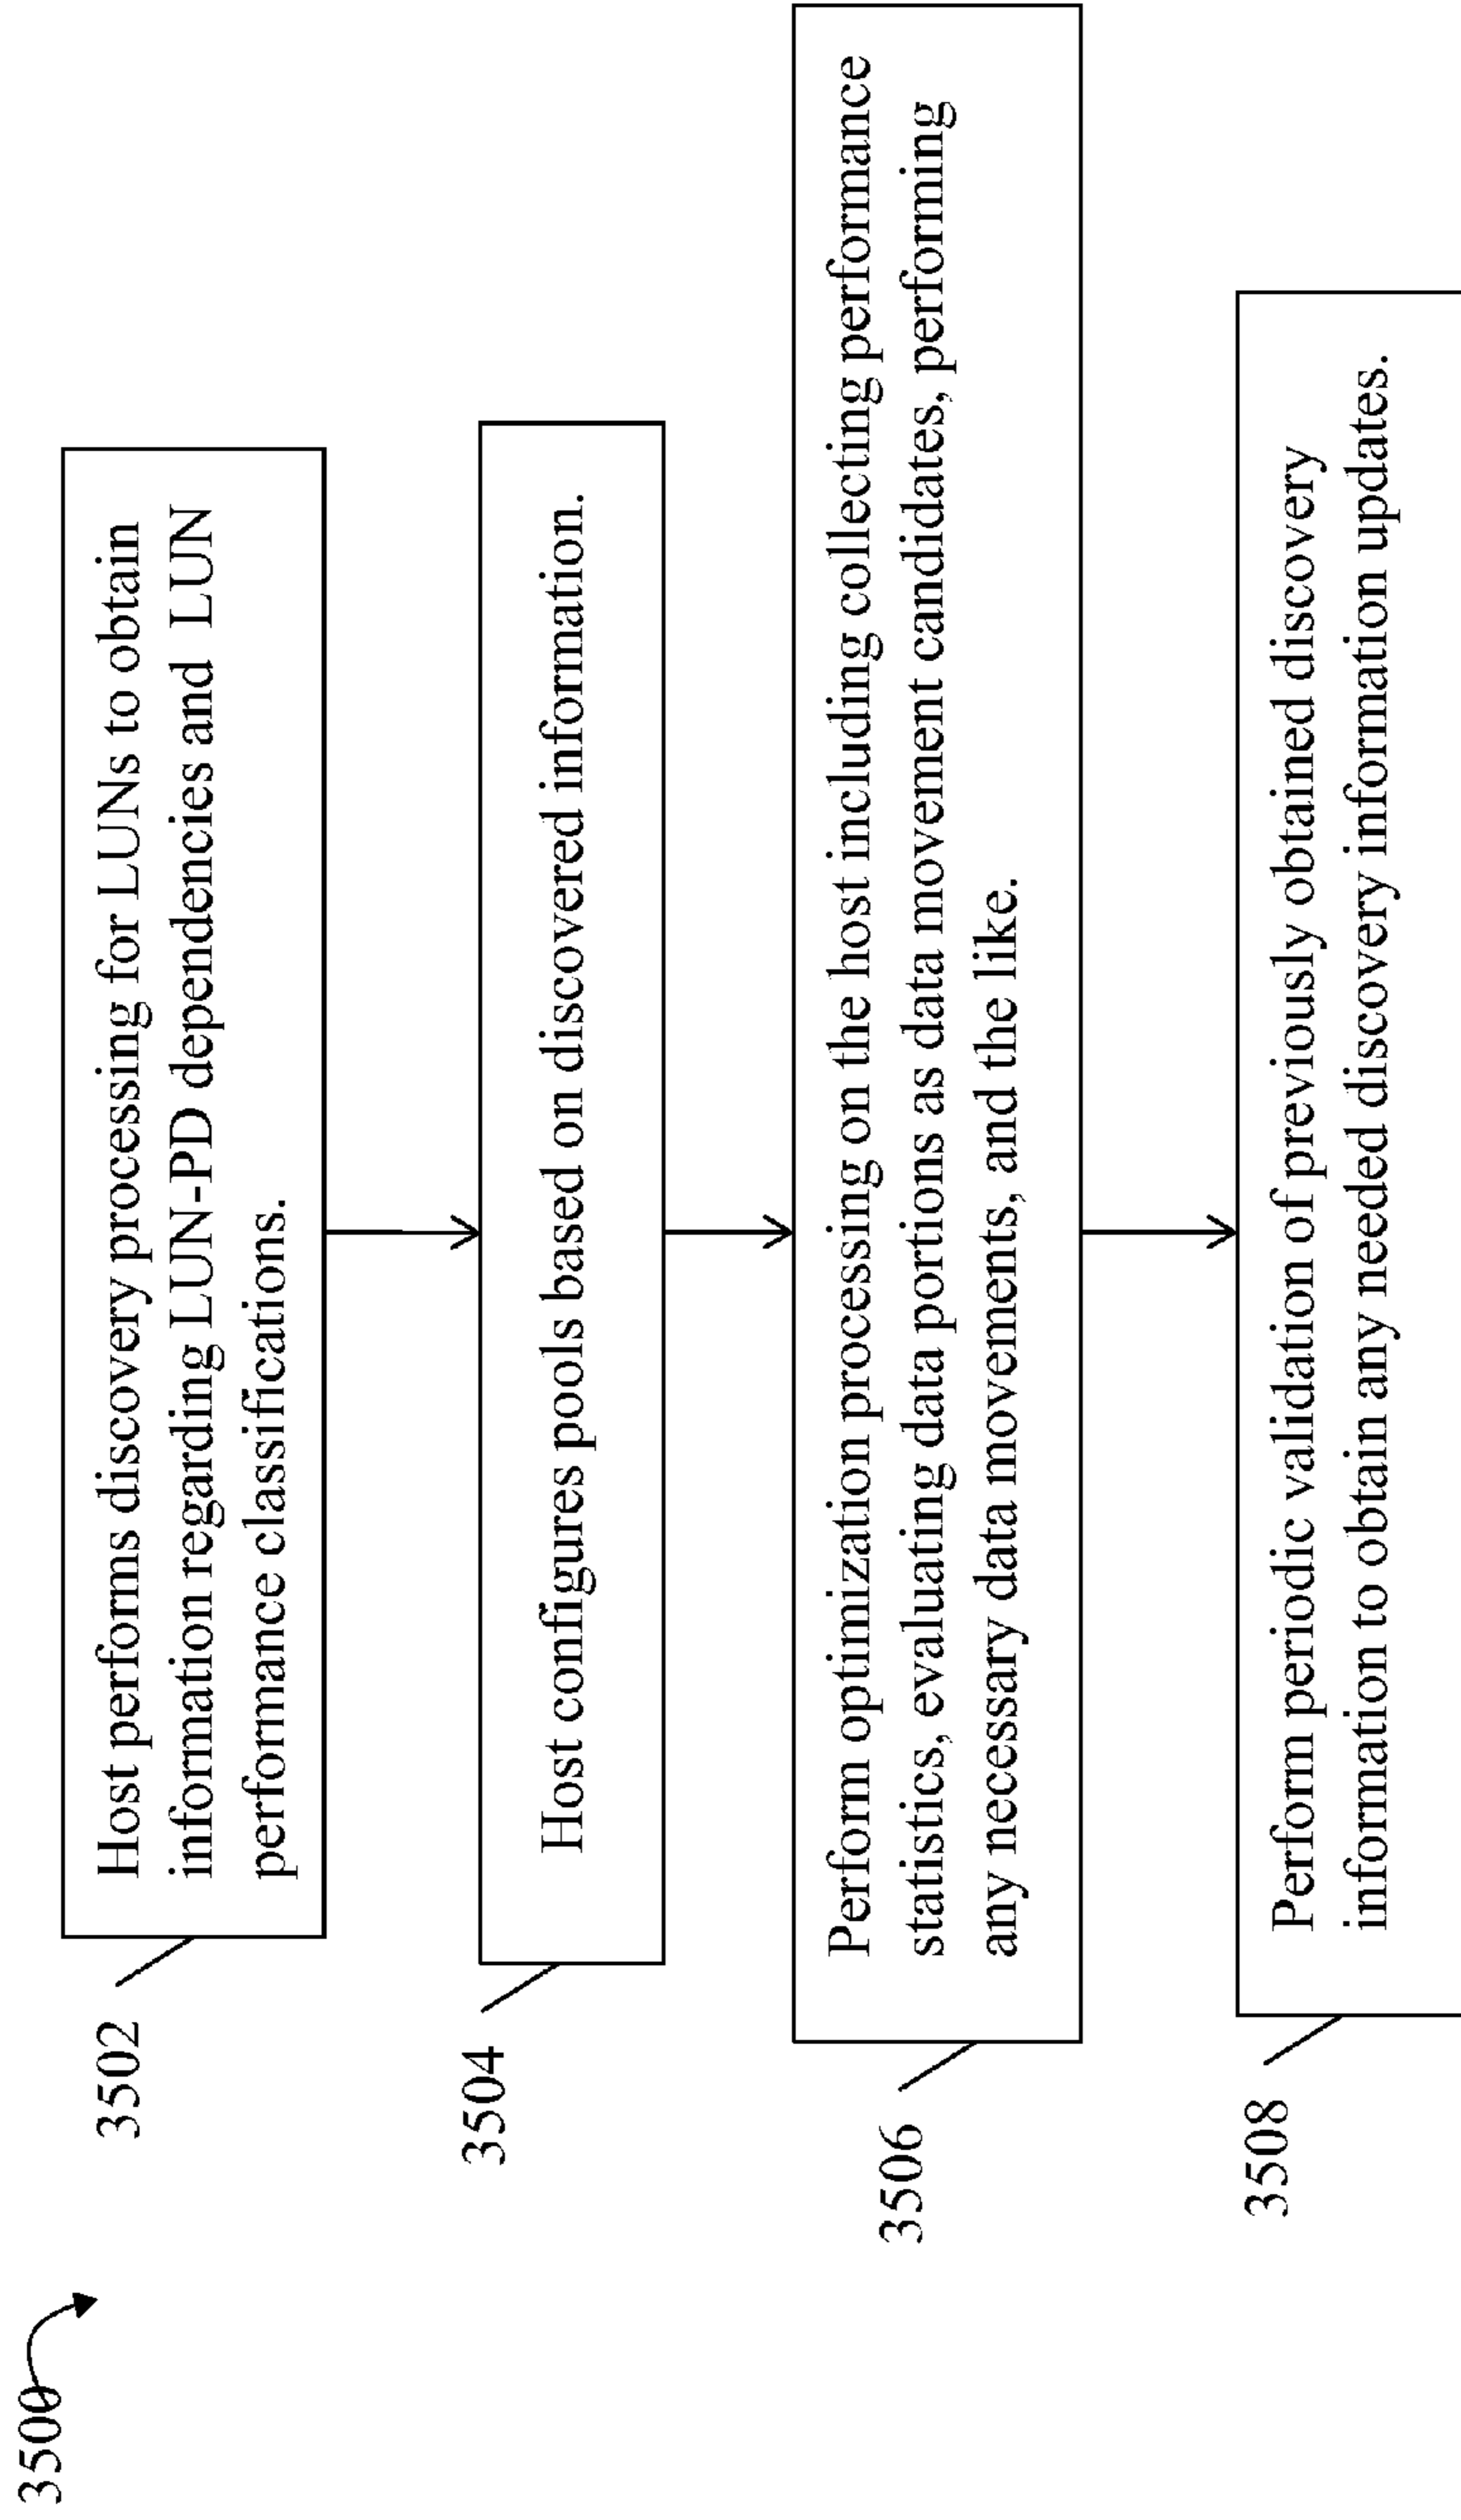 3500
3502
Host performs discovery processing for LUNs to obtain
information regarding LUN-PD dependencies and LUN
performance classifications.
3504
Host configures pools based on discovered information.
3506
Perform optimization processing on the host including collecting performance
statistics, evaluating data portions as data movement candidates, performing
any necessary data movements, and the like.
3508
Perform periodic validation of previously obtained discovery
information to obtain any needed discovery information updates.